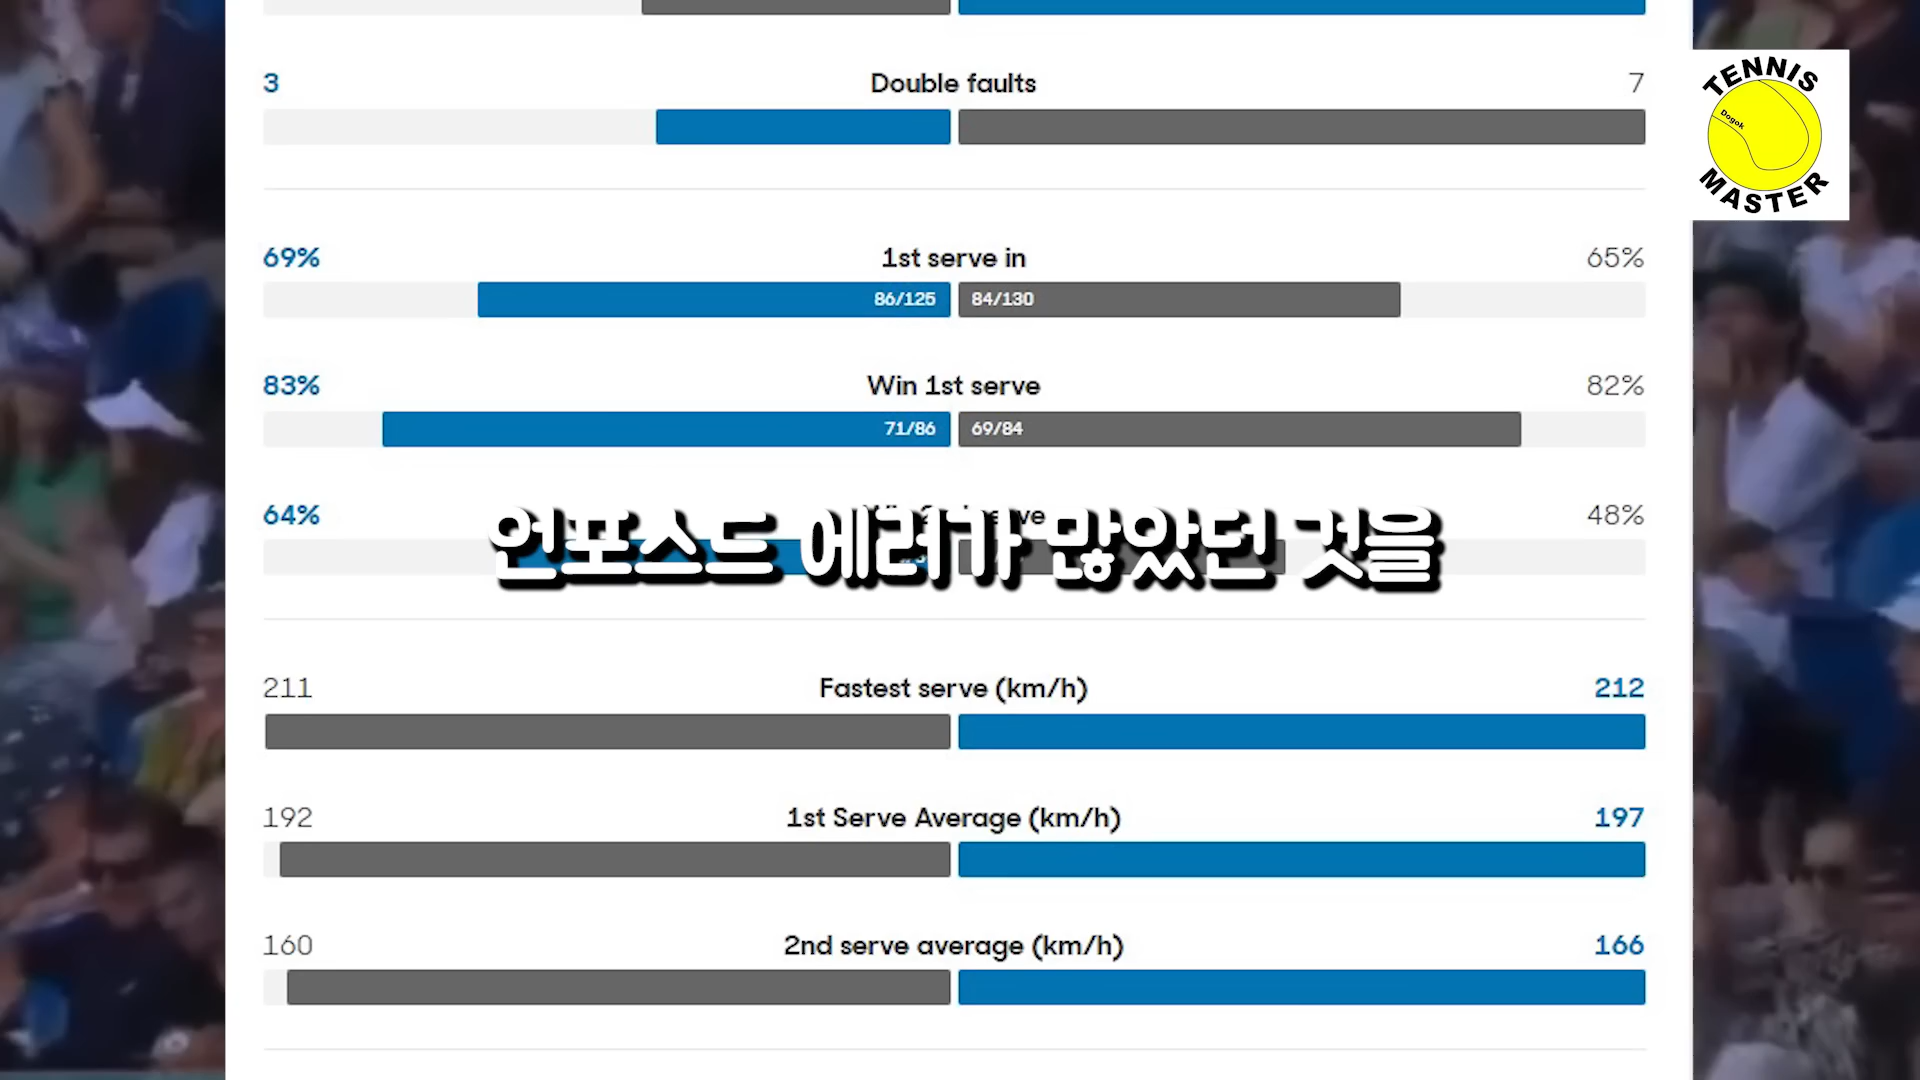 3 Double faults 7
TENNIS
Dogok
MASTER
69% 1st serve in 65%
86/125 84/130
83% Win 1st serve 82%
71/86 69/84
64% 48%
언포스드 에러가 많았던 것을
211 Fastest serve (km/h) 212
192 1st Serve Average (km/h) 197
160 2nd serve average (km/h) 166